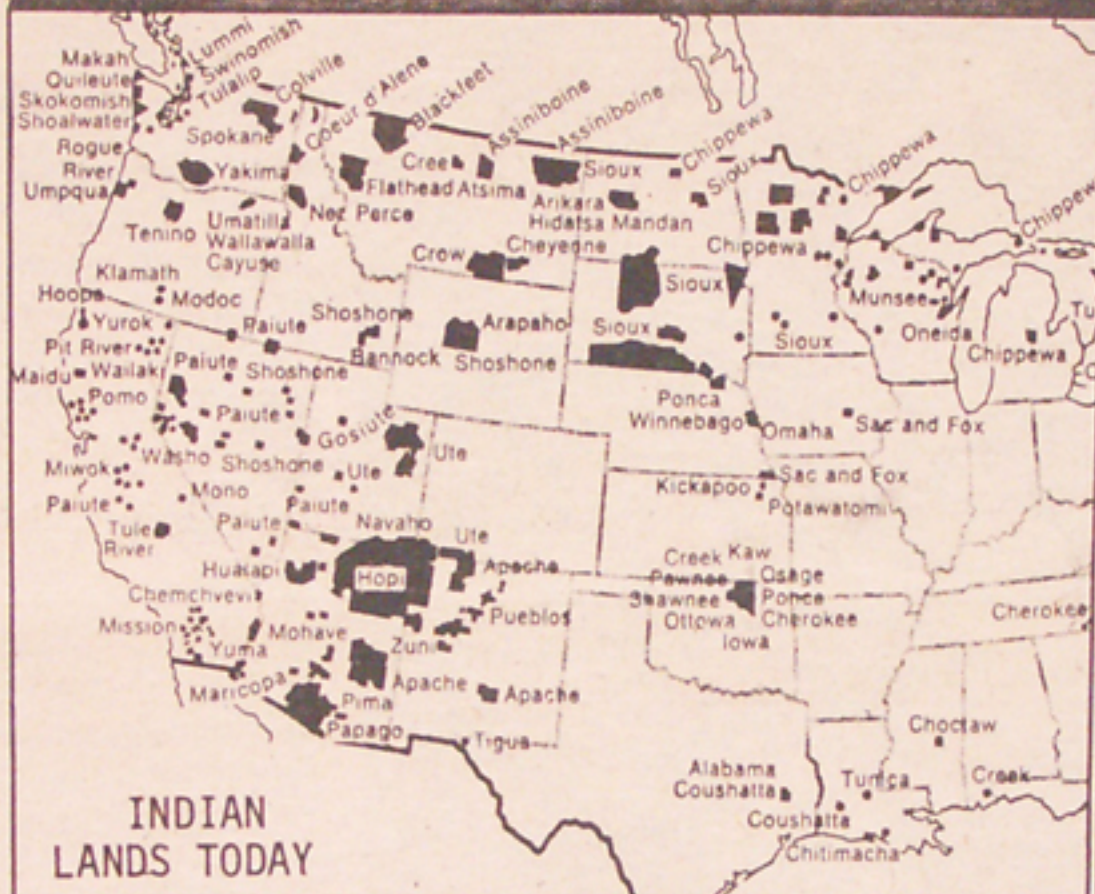 Lummi
Makah
Swinomish
Quileute
Tulalip
Skokomish
Colville
Shoalwater
Spokane
Coeur d'Alene
Blackfeet
Assiniboine
Assiniboine
Rogue
River
Yakima
Cree
Flathead
Atsima
Sioux
Chippewa
Sioux
Chippewa
Chippewa
Umpqua
Nez Perce
Arikara
Hidatsa Mandan
Umatilla
Tenino
Wallawalla
Cayuse
Crow
Cheyenne
Chippewa
Klamath
Modoc
Sioux
Munsee
Hoopa
Shoshone
Yurok
Paiute
Arapaho
Sioux
Sioux
Oneida
Tu
Pit River
Bannock
Shoshone
Chippewa
Maidu
Wailaki
Paiute
Shoshone
Pomo
Paiute
Gosiute
Ponca
Winnebago
Omaha
Sac and Fox
Washo
Shoshone
Ute
Ute
Miwok
Mono
Sac and Fox
Kickapoo
Paiute
Paiute
Potawatomi
Tule
River
Paiute
Navaho
Ute
Hualapi
Hopi
Apache
Creek Kaw
Pawnee
Osage
Shawnee
Ponce
Ottowa
Cherokee
Iowa
Cherokee
Chemchvevi
Pueblos
Mission
Mohave
Zuni
Yuma
Maricopa
Apache
Apache
Pima
Papago
Tigua
Choctaw
Alabama
Coushatta
Tunica
Creek
Coushatta
Chitimacha
INDIAN
LANDS TODAY